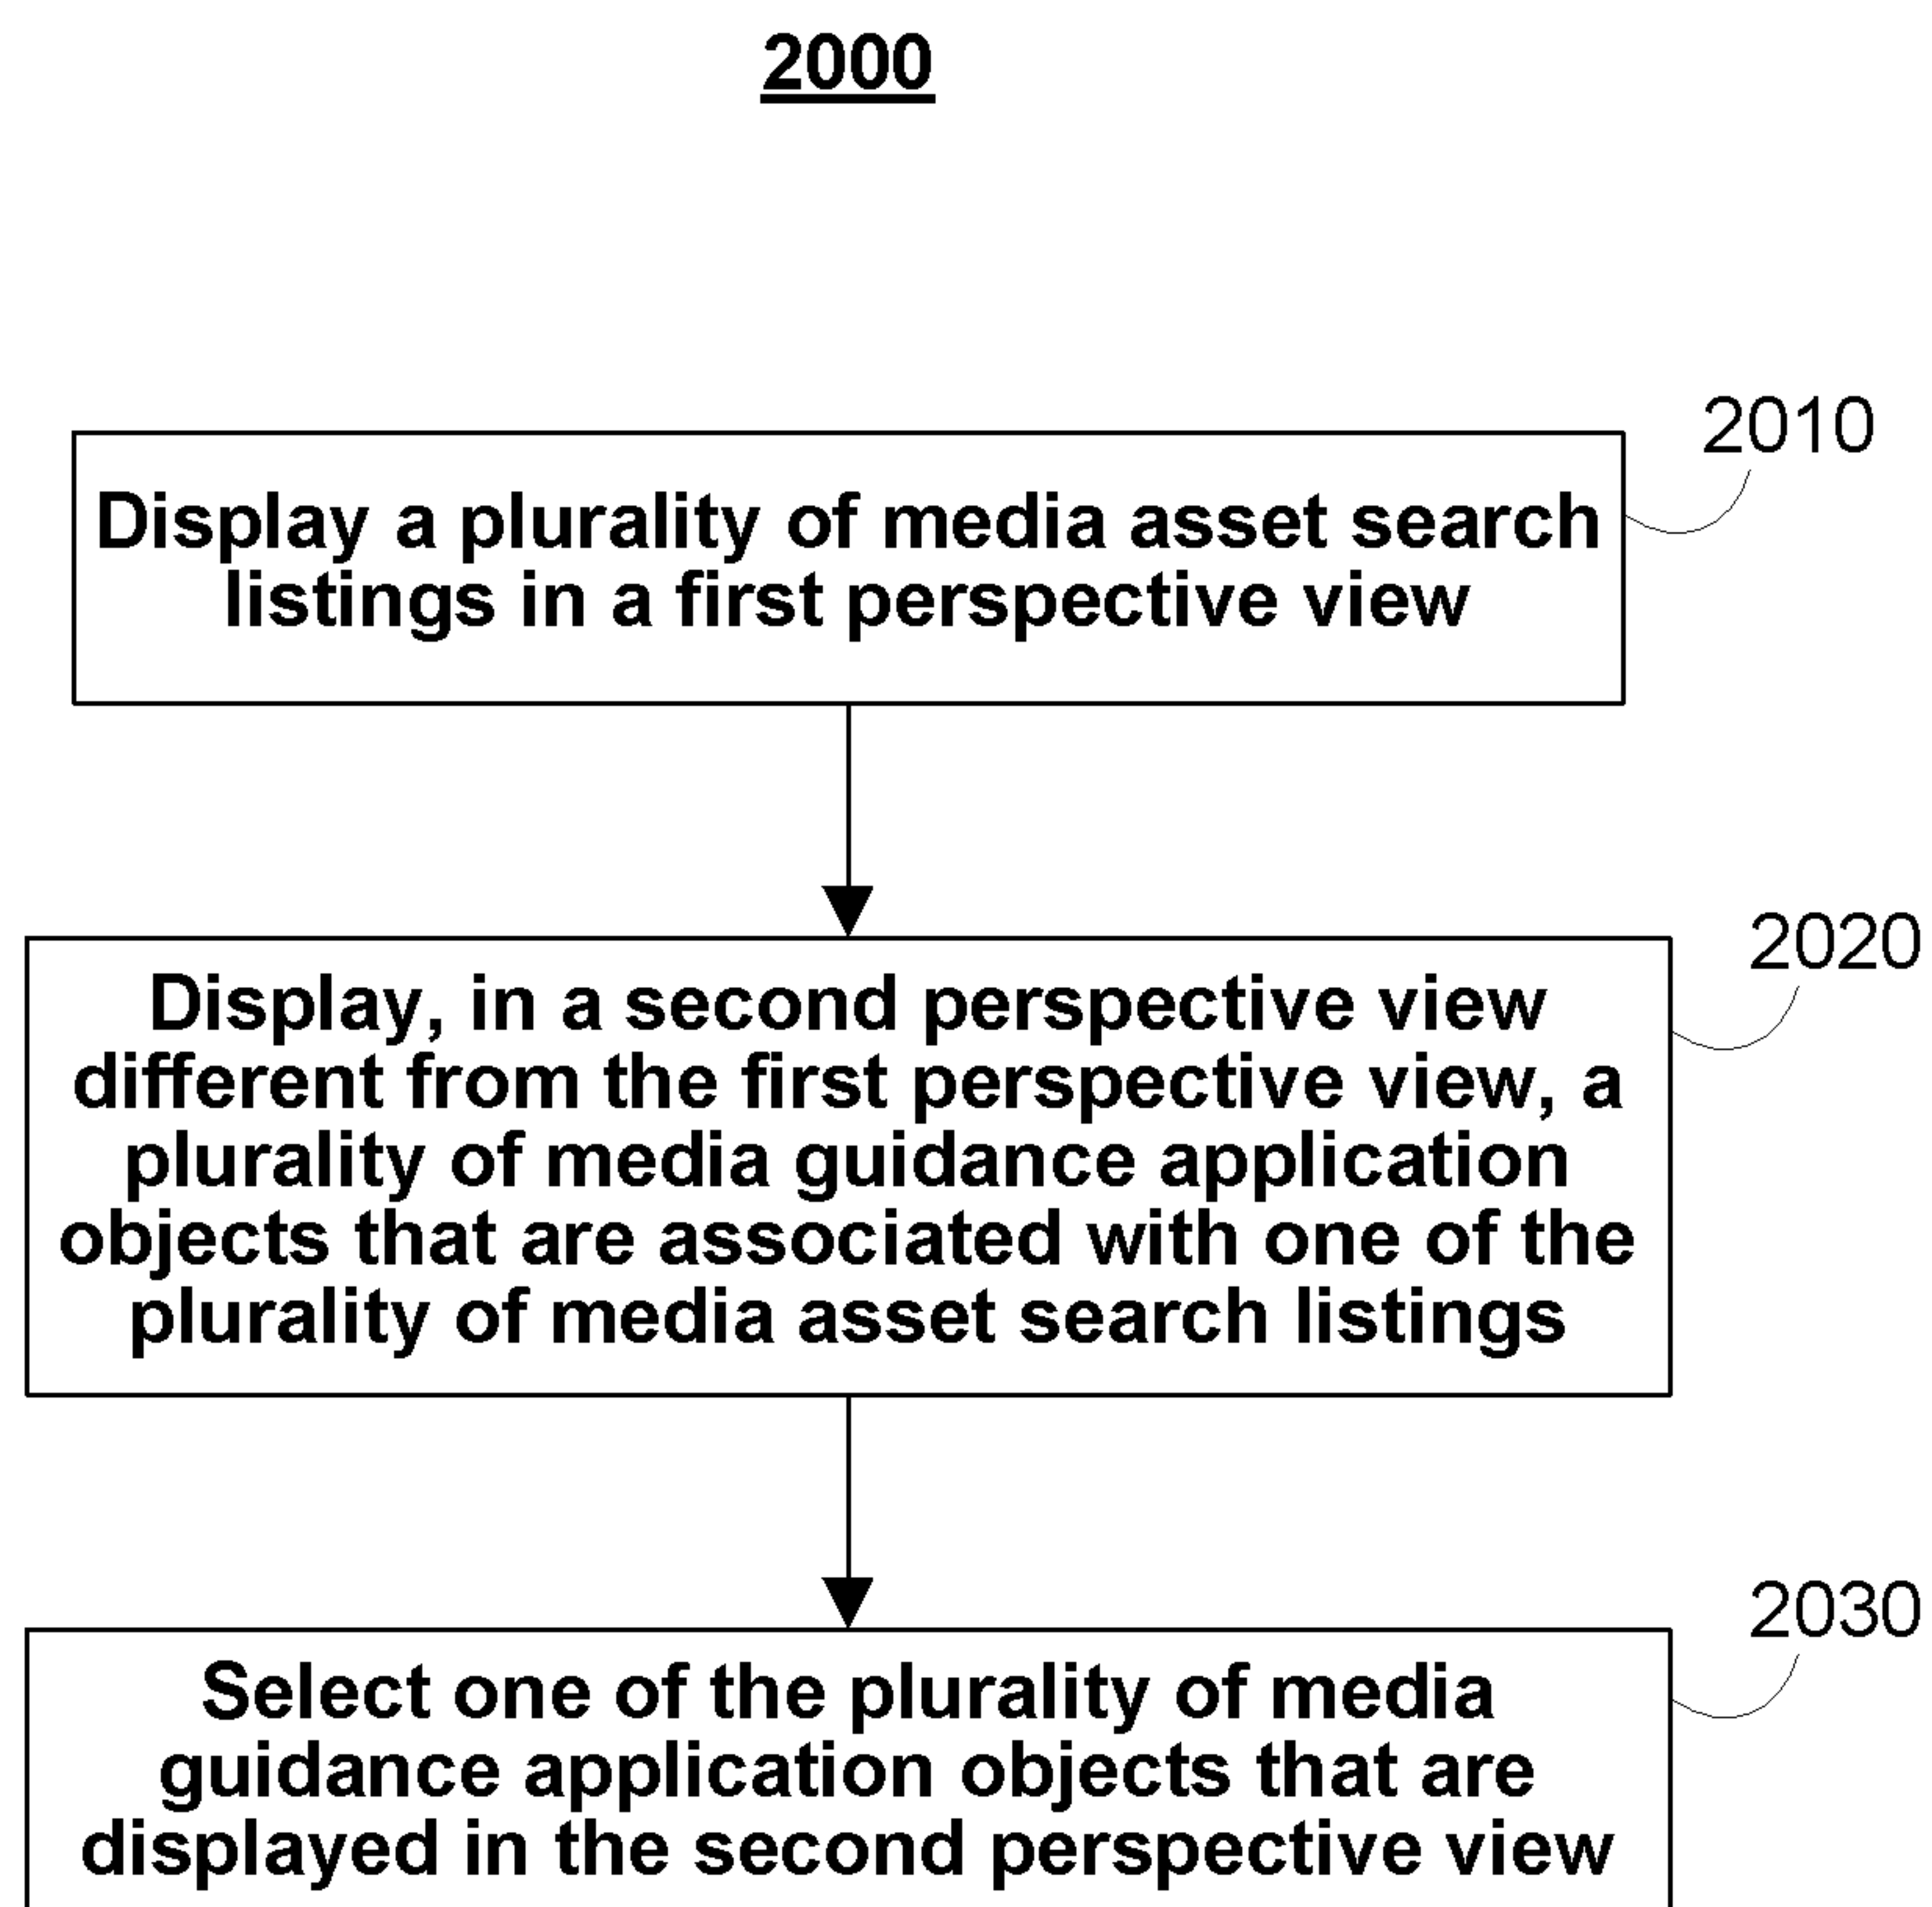 2000
2010
Display a plurality of media asset search
listings in a first perspective view
2020
Display, in a second perspective view
different from the first perspective view, a
plurality of media guidance application
objects that are associated with one of the
plurality of media asset search listings
2030
Select one of the plurality of media
guidance application objects that are
displayed in the second perspective view